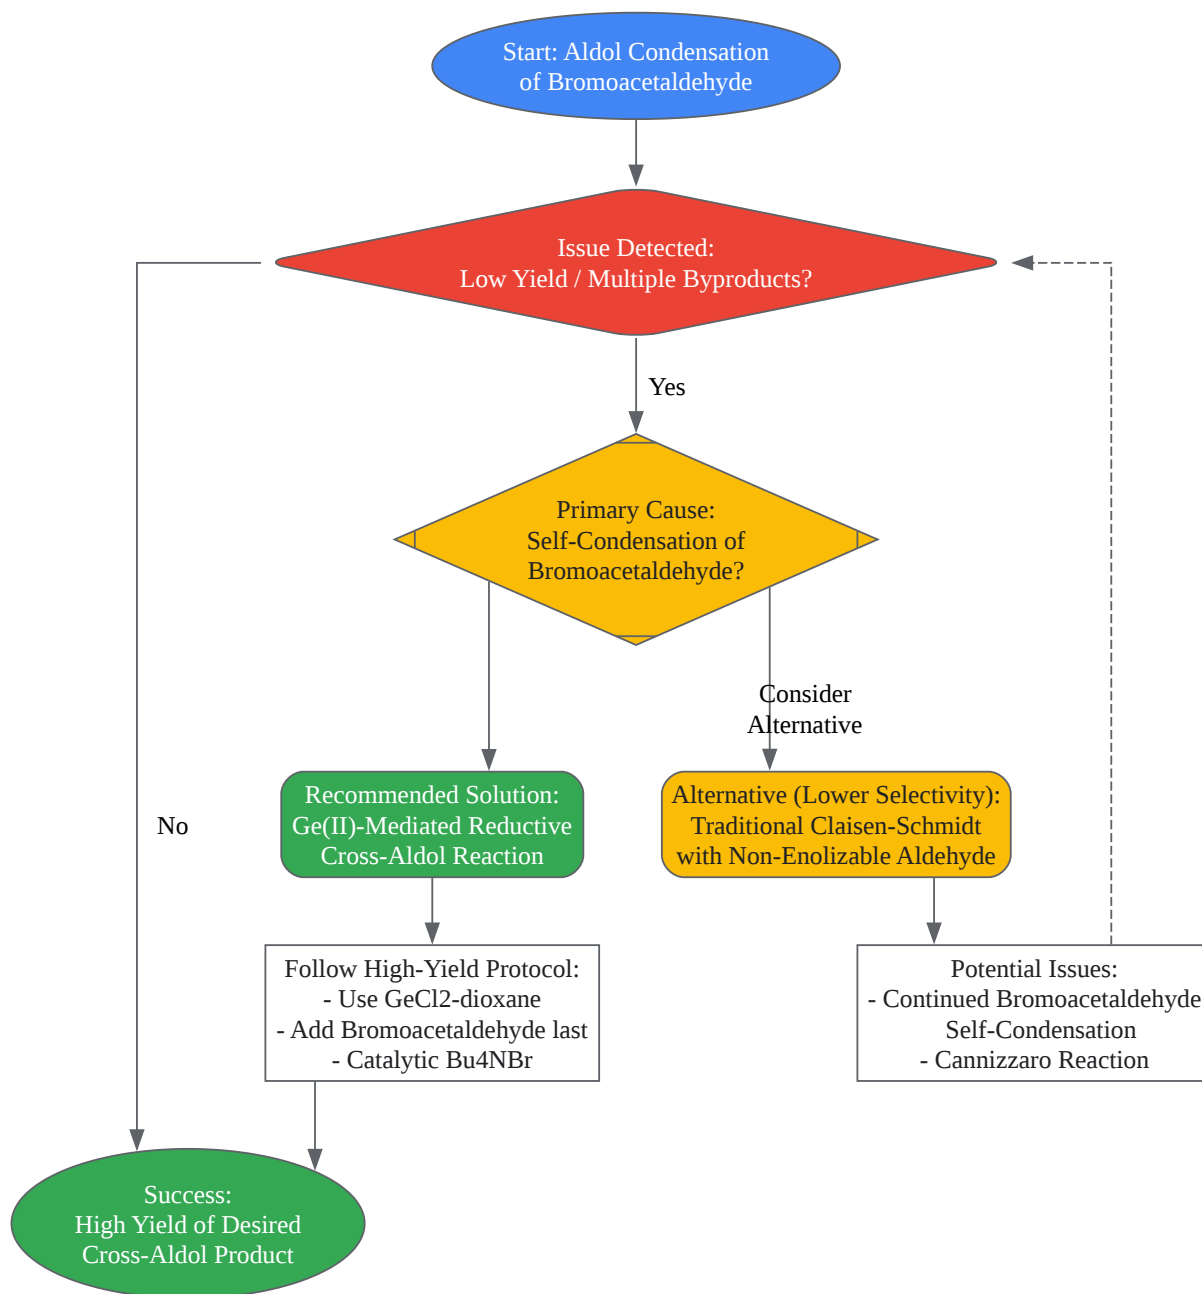 Start: Aldol Condensation
of Bromoacetaldehyde
Issue Detected:
Low Yield / Multiple Byproducts?
Yes
Primary Cause:
Self-Condensation of
Bromoacetaldehyde?
Consider
Alternative
Recommended Solution:
Ge(II)-Mediated Reductive
Cross-Aldol Reaction
Alternative (Lower Selectivity):
Traditional Claisen-Schmidt
with Non-Enolizable Aldehyde
No
Follow High-Yield Protocol:
- Use GeCl2-dioxane
- Add Bromoacetaldehyde last
- Catalytic Bu4NBr
Potential Issues:
- Continued Bromoacetaldehyde
Self-Condensation
- Cannizzaro Reaction
Success:
High Yield of Desired
Cross-Aldol Product